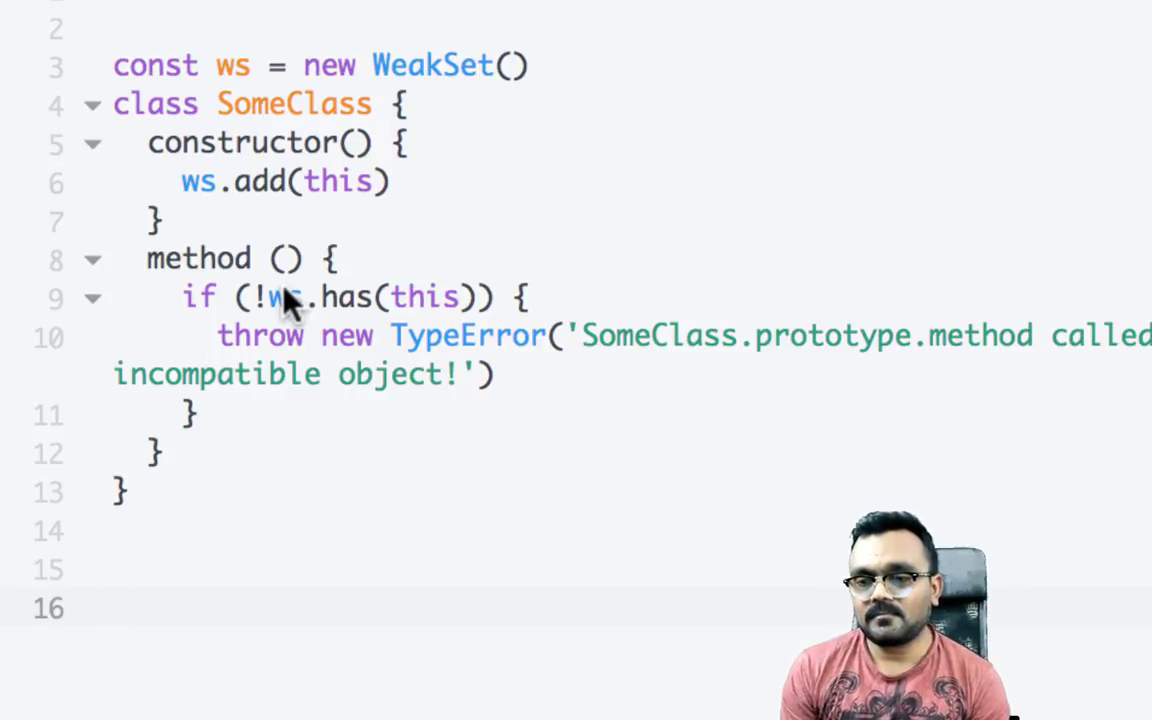 2
3 const ws = new WeakSet()
4 class SomeClass {
5 constructor() {
6 ws.add(this)
7 }
8 method () {
9 if (!ws.has(this)) {
10 throw new TypeError('SomeClass.prototype.method called
incompatible object!')
11 }
12 }
13 }
14
15
16